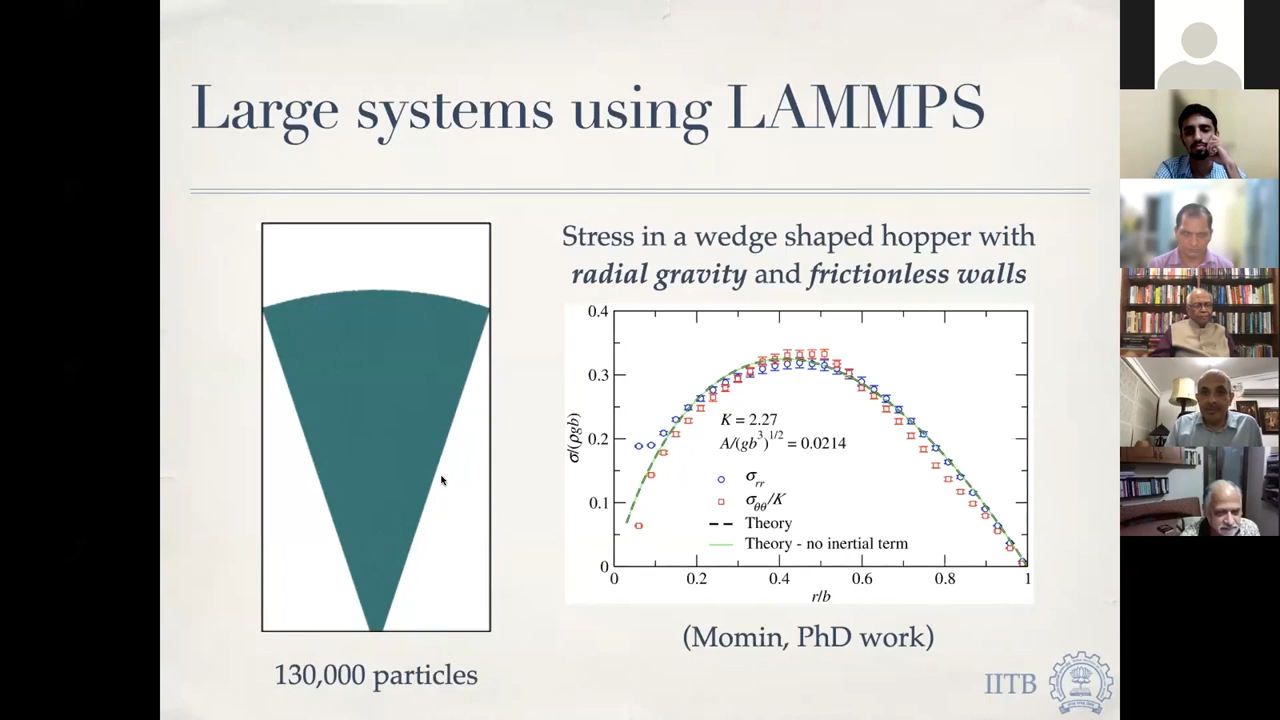 Large systems using LAMMPS
Stress in a wedge shaped hopper with
radial gravity and frictionless walls
0.4
0.3
0.2
0.1
0
σ/(ρgb)
K = 2.27
A/(gb³)^1/2 = 0.0214
σrr
σθθ/K
Theory
Theory - no inertial term
0 0.2 0.4 0.6 0.8 1
r/b
(Momin, PhD work)
130,000 particles
IITB